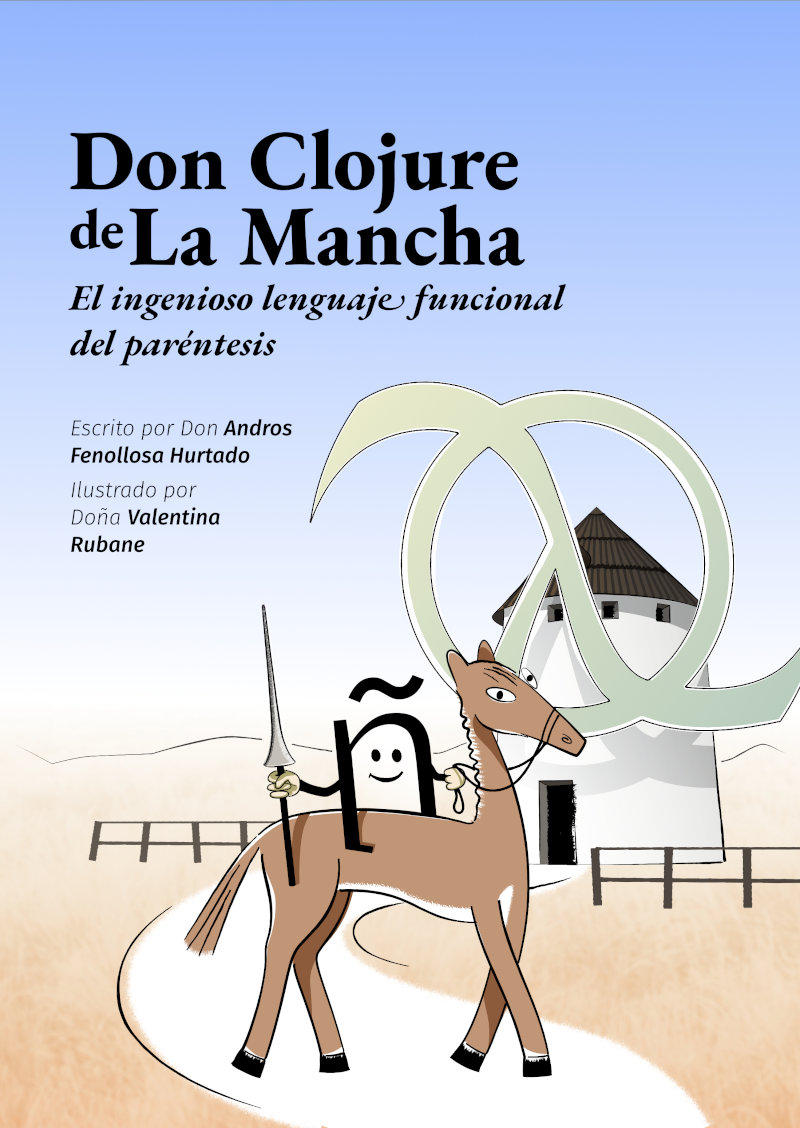 Don Clojure
de La Mancha
El ingenioso lenguaje funcional
del paréntesis
Escrito por Don Andros
Fenollosa Hurtado
Ilustrado por
Doña Valentina
Rubane
ñ